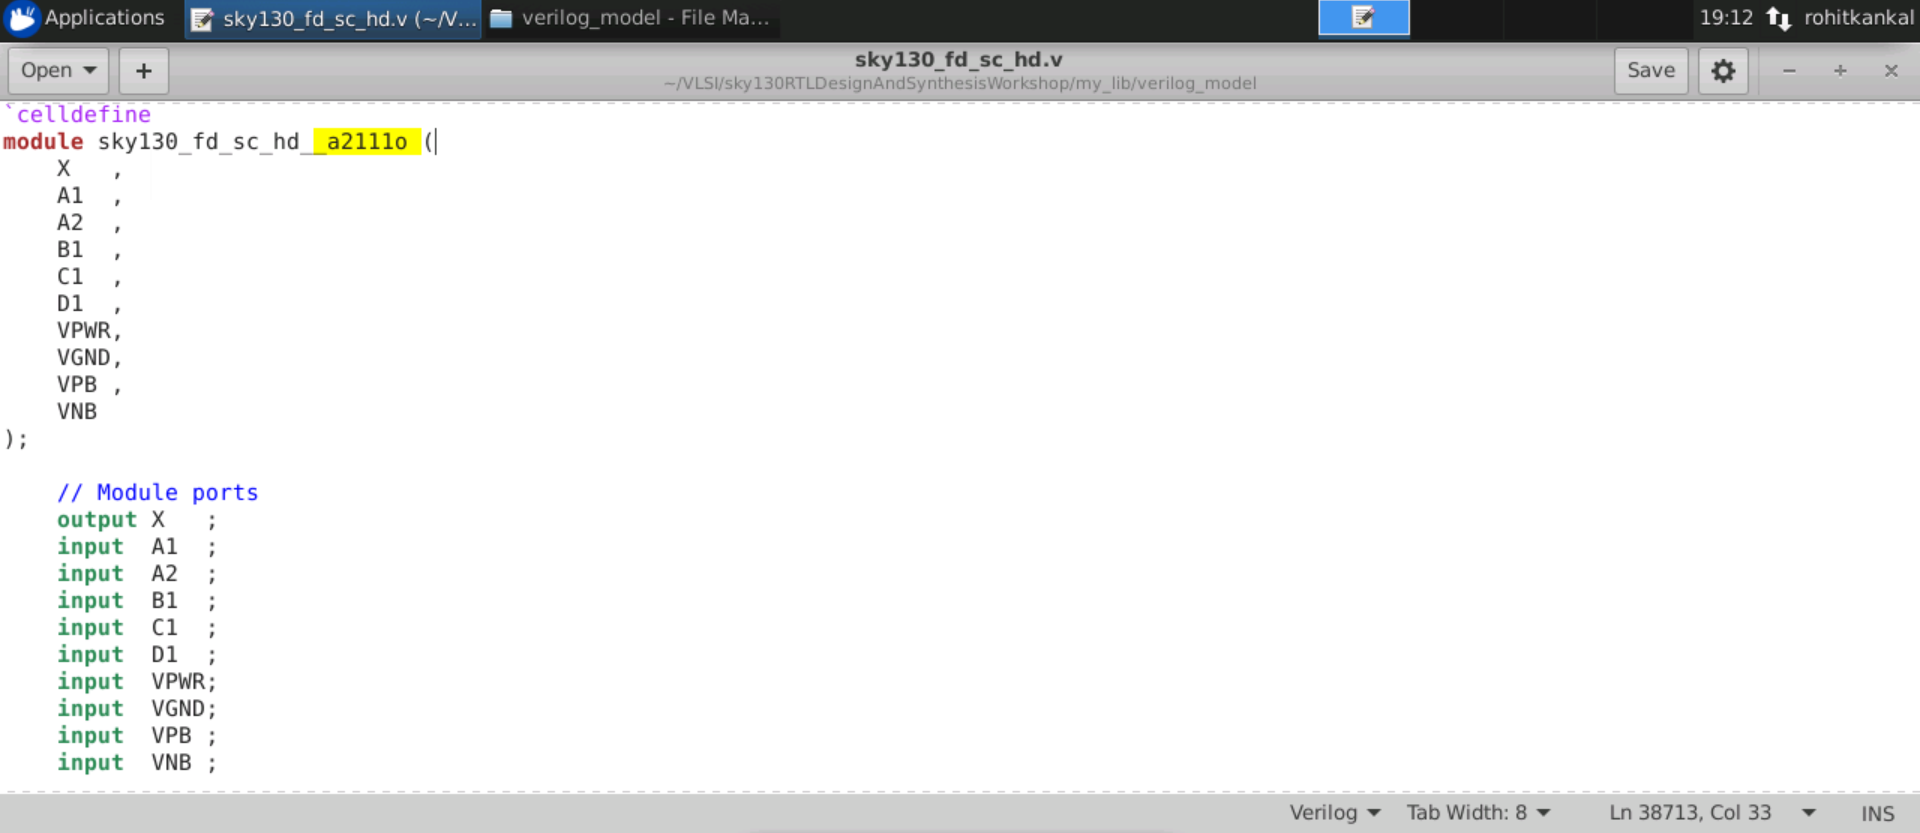 Applications sky130_fd_sc_hd.v (~/V... verilog_model - File Ma... 19:12 rohitkankal
Open + sky130_fd_sc_hd.v Save
~/VLSI/sky130RTLDesignAndSynthesisWorkshop/my_lib/verilog_model
`celldefine
module sky130_fd_sc_hd__a2111o (
    X   ,
    A1  ,
    A2  ,
    B1  ,
    C1  ,
    D1  ,
    VPWR,
    VGND,
    VPB ,
    VNB
);
    // Module ports
    output X   ;
    input  A1  ;
    input  A2  ;
    input  B1  ;
    input  C1  ;
    input  D1  ;
    input  VPWR;
    input  VGND;
    input  VPB ;
    input  VNB ;
Verilog Tab Width: 8 Ln 38713, Col 33 INS